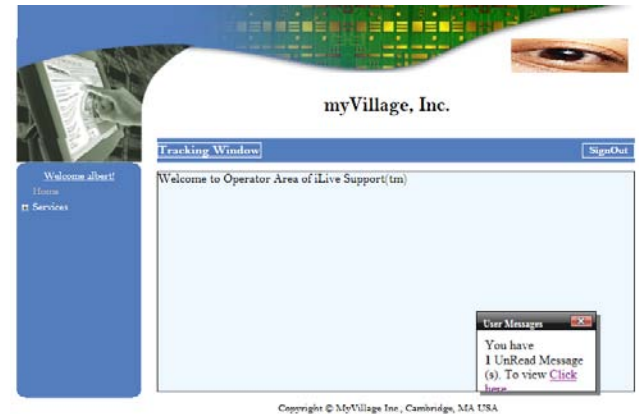 myVillage, Inc.
Tracking Window
SignOut
Welcome albert!
Home
Services
Welcome to Operator Area of iLive Support(tm)
User Messages
You have
1 UnRead Message
(s). To view Click
here
Copyright © MyVillage Inc., Cambridge, MA USA